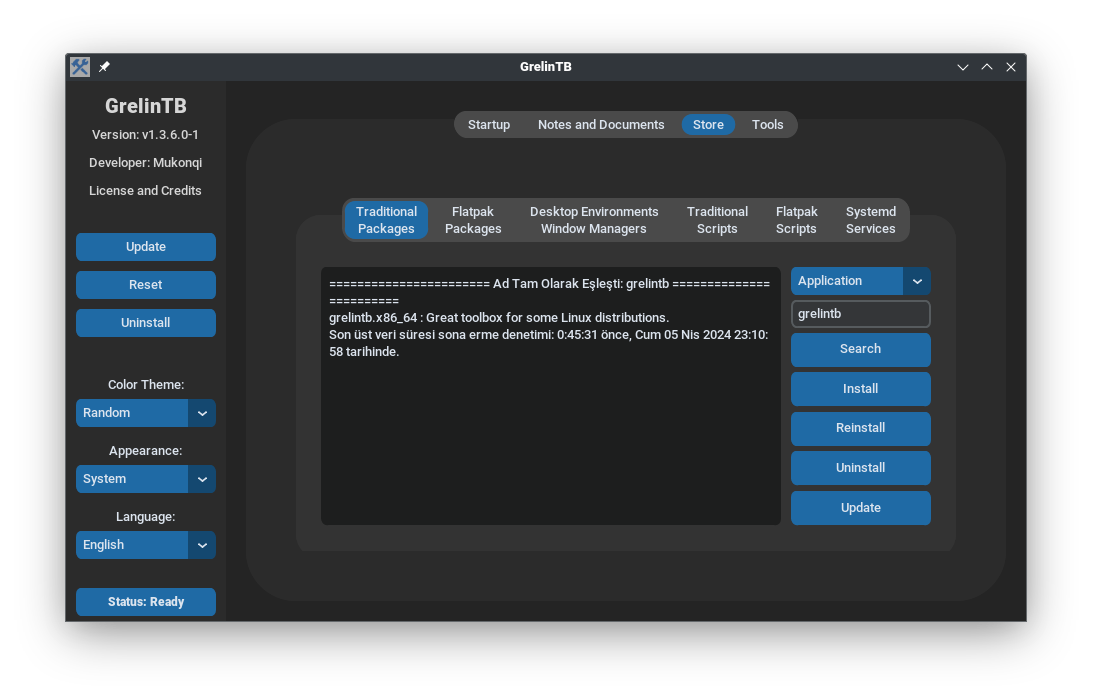 GrelinTB
GrelinTB
Version: v1.3.6.0-1
Developer: Mukonqi
License and Credits
Update
Reset
Uninstall
Color Theme:
Random
Appearance:
System
Language:
English
Status: Ready
Startup
Notes and Documents
Store
Tools
Traditional
Packages
Flatpak
Packages
Desktop Environments
Window Managers
Traditional
Scripts
Flatpak
Scripts
Systemd
Services
======================= Ad Tam Olarak Eşleşti: grelintb ==============
==========
grelintb.x86_64 : Great toolbox for some Linux distributions.
Son üst veri süresi sona erme denetimi: 0:45:31 önce, Cum 05 Nis 2024 23:10:
58 tarihinde.
Application
grelintb
Search
Install
Reinstall
Uninstall
Update